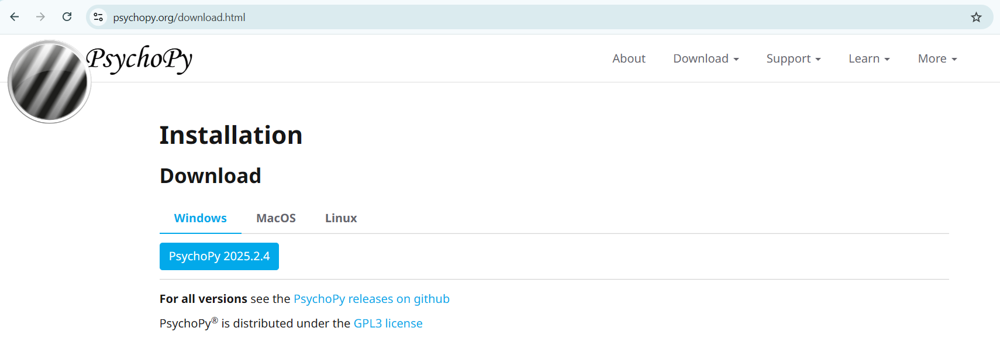 psychopy.org/download.html
PsychoPy
About Download Support Learn More
Installation
Download
Windows MacOS Linux
PsychoPy 2025.2.4
For all versions see the PsychoPy releases on github
PsychoPy® is distributed under the GPL3 license